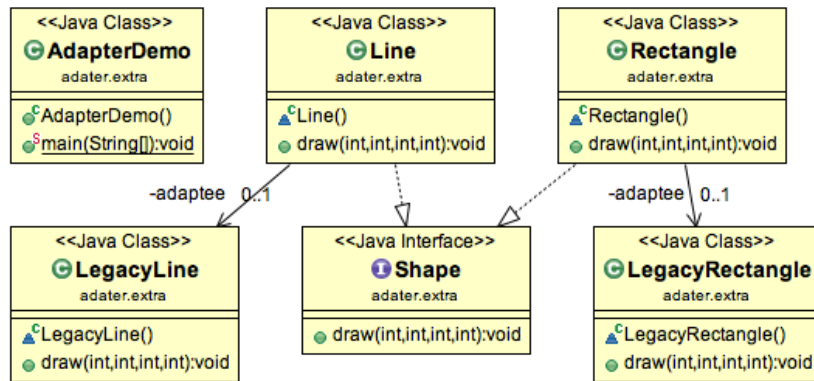 <<Java Class>>
AdapterDemo
adater.extra
AdapterDemo()
main(String[]):void
<<Java Class>>
Line
adater.extra
Line()
draw(int,int,int,int):void
<<Java Class>>
Rectangle
adater.extra
Rectangle()
draw(int,int,int,int):void
-adaptee 0..1
-adaptee 0..1
<<Java Class>>
LegacyLine
adater.extra
LegacyLine()
draw(int,int,int,int):void
<<Java Interface>>
Shape
adater.extra
draw(int,int,int,int):void
<<Java Class>>
LegacyRectangle
adater.extra
LegacyRectangle()
draw(int,int,int,int):void